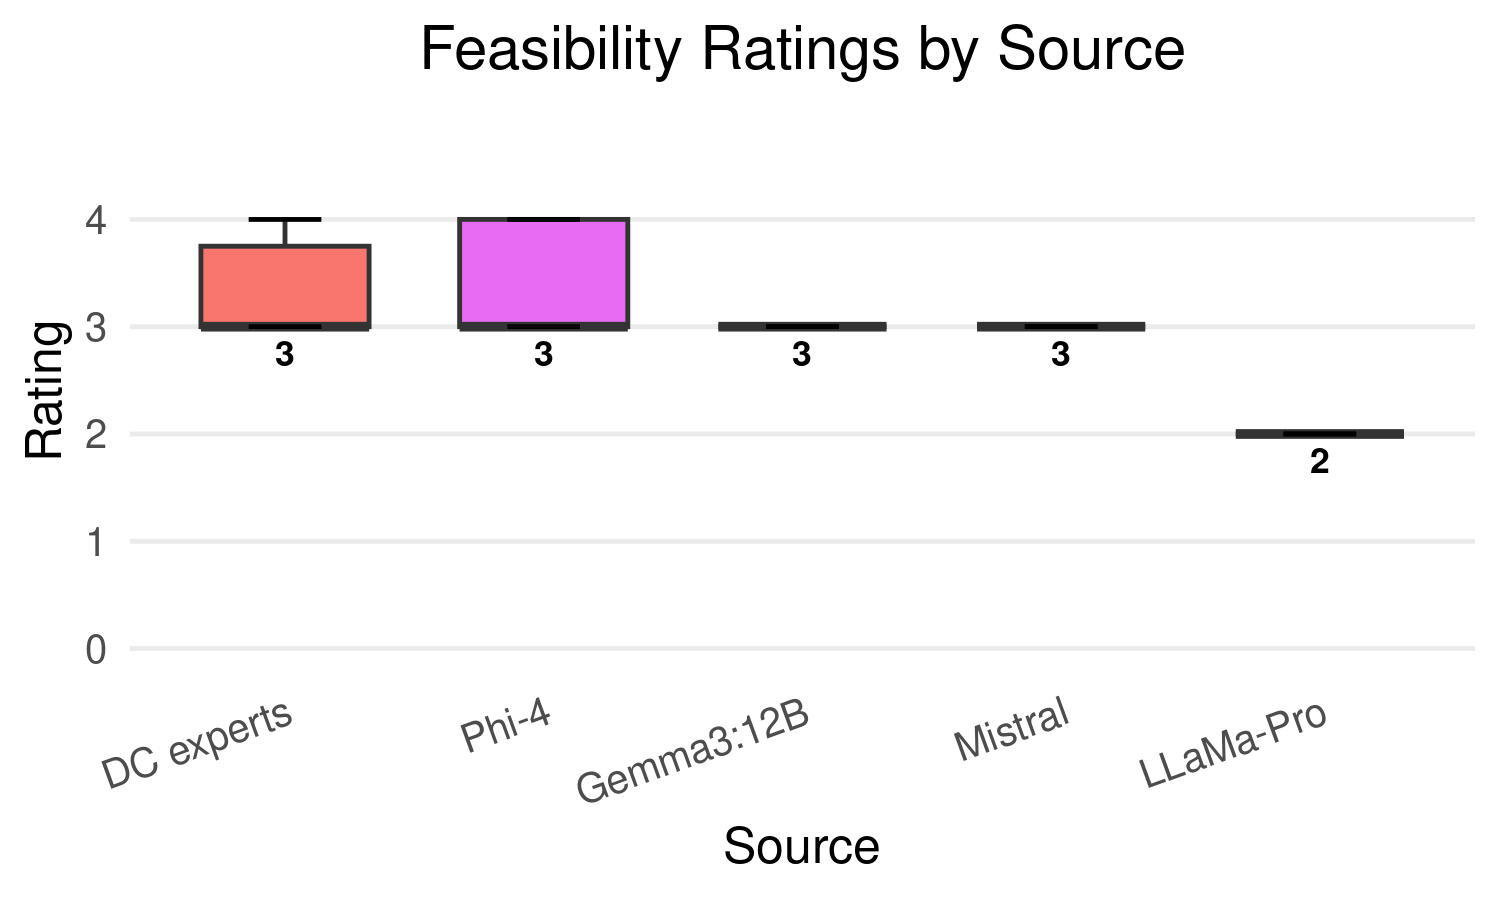 Feasibility Ratings by Source
Rating
4
3
2
1
0
3
3
3
3
2
DC experts
Phi-4
Gemma3:12B
Mistral
LLaMa-Pro
Source